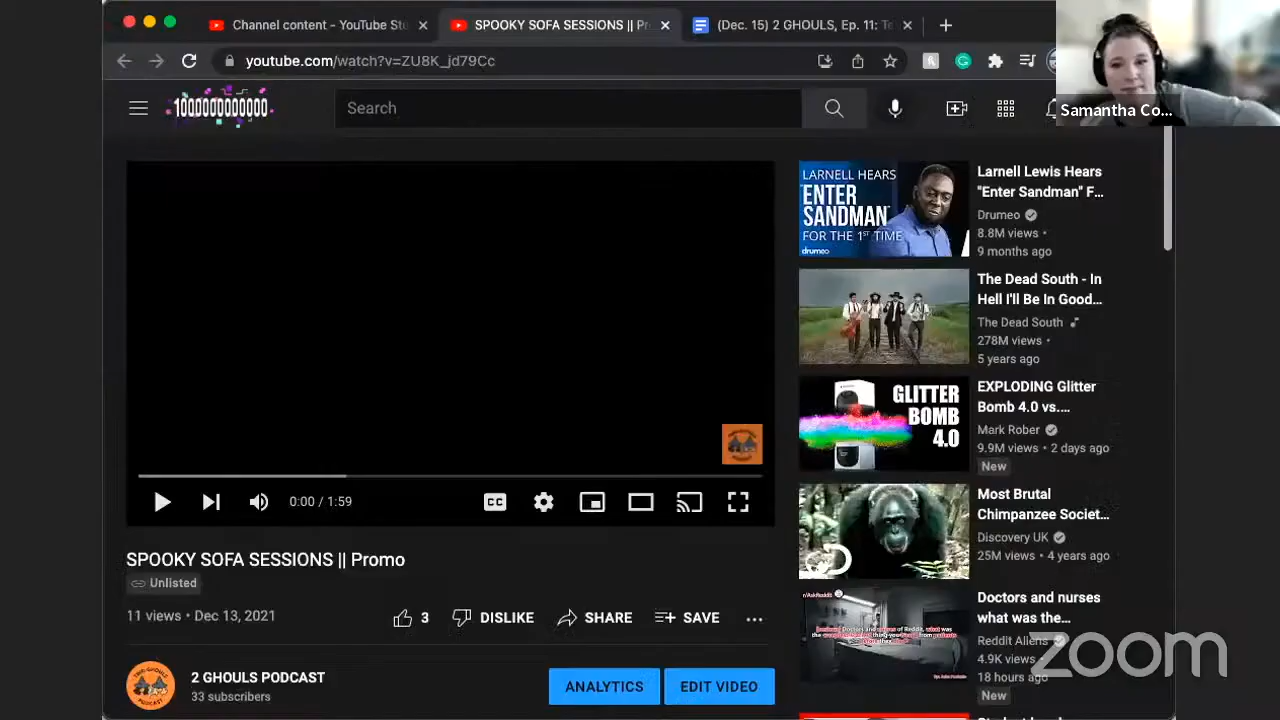 Channel content - YouTube Stu
SPOOKY SOFA SESSIONS || Pr
(Dec. 15) 2 GHOULS, Ep. 11: Te
youtube.com/watch?v=ZU8K_jd79Cc
Samantha Co...
1000000000000
Search
LARNELL HEARS
"ENTER
SANDMAN"
FOR THE 1ST TIME
drumeo
Larnell Lewis Hears
"Enter Sandman" F...
Drumeo
8.8M views •
9 months ago
The Dead South - In
Hell I'll Be In Good...
The Dead South
278M views •
5 years ago
GLITTER
BOMB
4.0
EXPLODING Glitter
Bomb 4.0 vs....
Mark Rober
9.9M views • 2 days ago
New
CC
0:00 / 1:59
Most Brutal
Chimpanzee Societ...
Discovery UK
25M views • 4 years ago
SPOOKY SOFA SESSIONS || Promo
Unlisted
11 views • Dec 13, 2021
3
DISLIKE
SHARE
SAVE
r/AskReddit
Doctors and nurses
what was the...
Reddit Aliens
4.9K views
18 hours ago
New
zoom
2 GHOULS PODCAST
33 subscribers
ANALYTICS
EDIT VIDEO